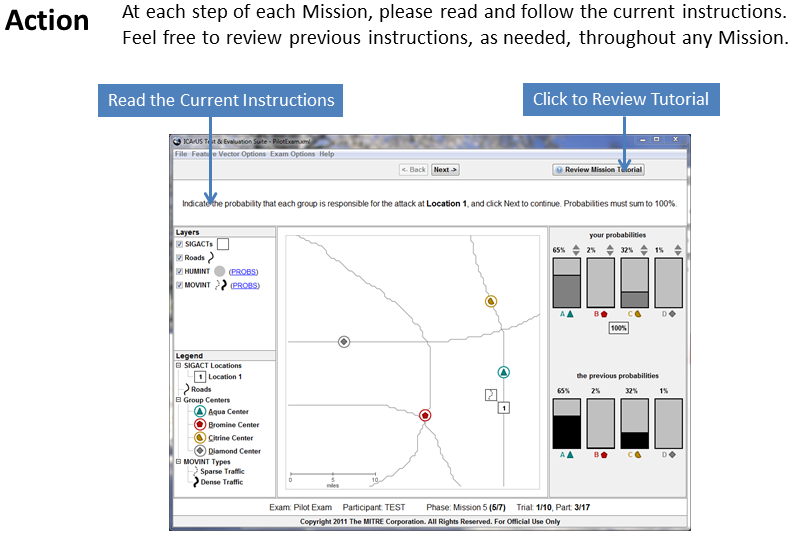 Action
At each step of each Mission, please read and follow the current instructions.
Feel free to review previous instructions, as needed, throughout any Mission.
Read the Current Instructions
Click to Review Tutorial
ICArUS Test & Evaluation Suite - PilotExam.xml
File Feature Vector Options Exam Options Help
<- Back
Next ->
Review Mission Tutorial
Indicate the probability that each group is responsible for the attack at Location 1, and click Next to continue. Probabilities must sum to 100%.
Layers
SIGACTs
Roads
HUMINT (PROBS)
MOVINT (PROBS)
Legend
SIGACT Locations
1 Location 1
Roads
Group Centers
Aqua Center
Bromine Center
Citrine Center
Diamond Center
MOVINT Types
Sparse Traffic
Dense Traffic
1
0 5 10
miles
your probabilities
65% 2% 32% 1%
A B C D
100%
the previous probabilities
65% 2% 32% 1%
A B C D
Exam: Pilot Exam Participant: TEST Phase: Mission 5 (5/7) Trial: 1/10, Part: 3/17
Copyright 2011 The MITRE Corporation. All Rights Reserved. For Official Use Only